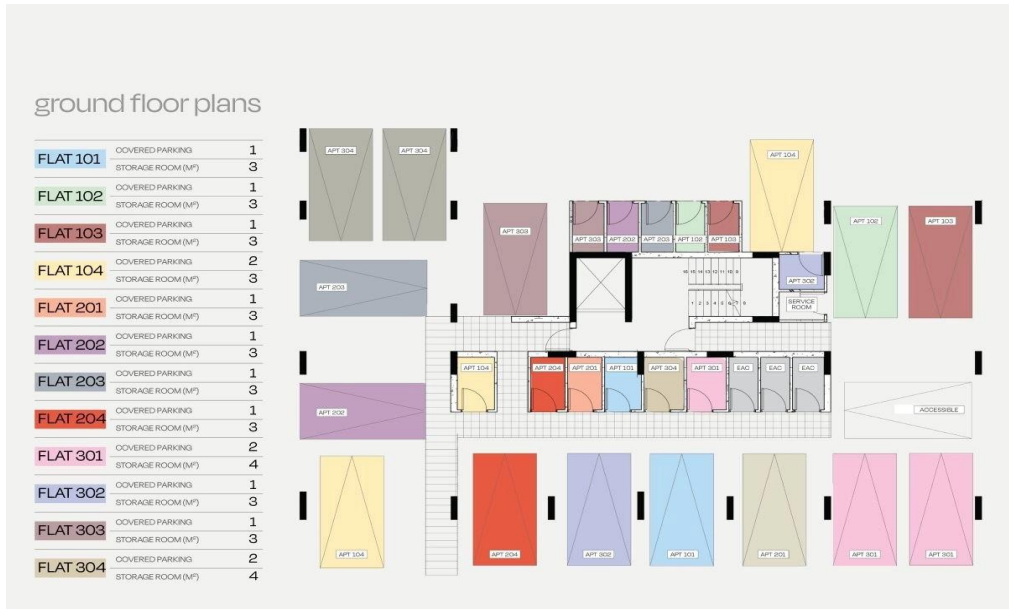 ground floor plans
FLAT 101
COVERED PARKING 1
STORAGE ROOM (M²) 3
FLAT 102
COVERED PARKING 1
STORAGE ROOM (M²) 3
FLAT 103
COVERED PARKING 1
STORAGE ROOM (M²) 3
FLAT 104
COVERED PARKING 2
STORAGE ROOM (M²) 3
FLAT 201
COVERED PARKING 1
STORAGE ROOM (M²) 3
FLAT 202
COVERED PARKING 1
STORAGE ROOM (M²) 3
FLAT 203
COVERED PARKING 1
STORAGE ROOM (M²) 3
FLAT 204
COVERED PARKING 1
STORAGE ROOM (M²) 3
FLAT 301
COVERED PARKING 2
STORAGE ROOM (M²) 4
FLAT 302
COVERED PARKING 1
STORAGE ROOM (M²) 3
FLAT 303
COVERED PARKING 1
STORAGE ROOM (M²) 3
FLAT 304
COVERED PARKING 2
STORAGE ROOM (M²) 4
APT 304 APT 304
APT 104
APT 303
APT 102 APT 103
APT 303 APT 202 APT 203 APT 102 APT 103
APT 203
APT 302
SERVICE
ROOM
APT 104 APT 204 APT 201 APT 101 APT 304 APT 301 EAC EAC EAC
APT 202
ACCESSIBLE
APT 104 APT 204 APT 302 APT 101 APT 201 APT 301 APT 301